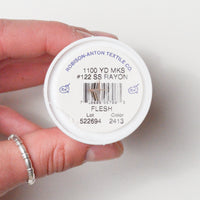 ROBISON-ANTON TEXTILE CO.
1100 YD MKS
#122 SS RAYON
FLESH
Lot Color
522694 2413